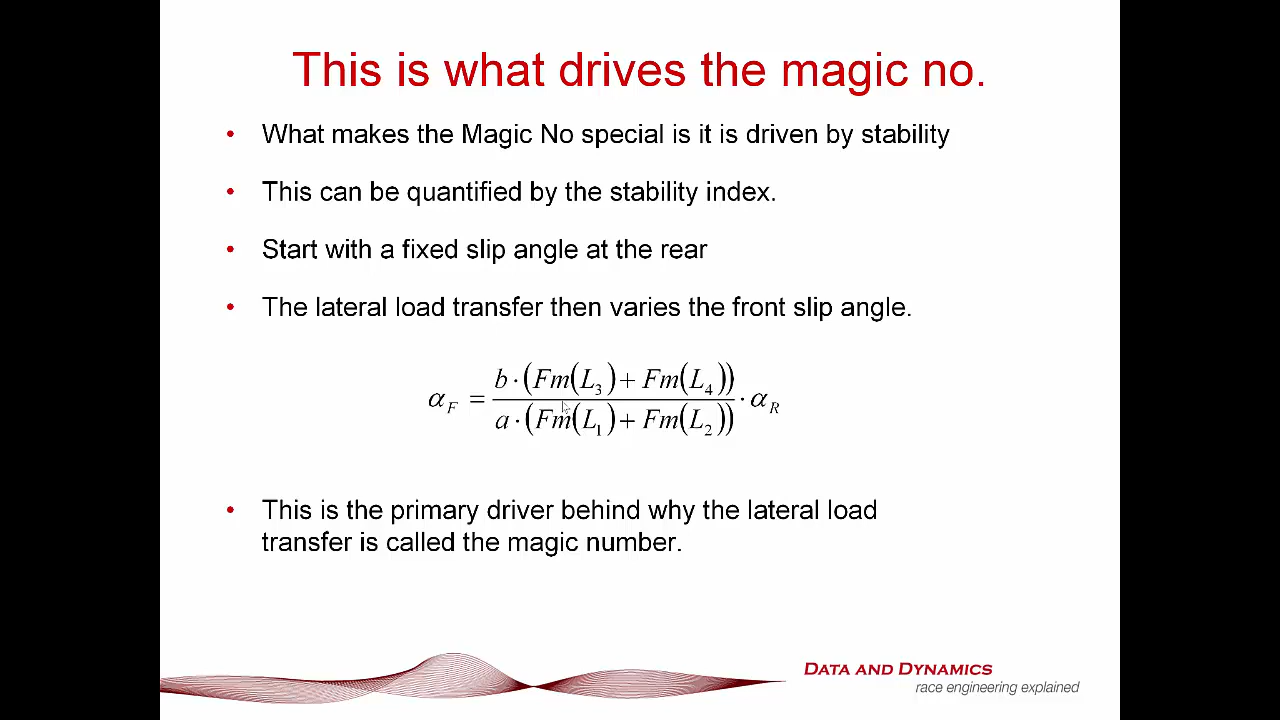 This is what drives the magic no.
• What makes the Magic No special is it is driven by stability
• This can be quantified by the stability index.
• Start with a fixed slip angle at the rear
• The lateral load transfer then varies the front slip angle.
α_F = \frac{b · (Fm(L_3) + Fm(L_4))}{a · (Fm(L_1) + Fm(L_2))} · α_R
• This is the primary driver behind why the lateral load
transfer is called the magic number.
DATA AND DYNAMICS
race engineering explained